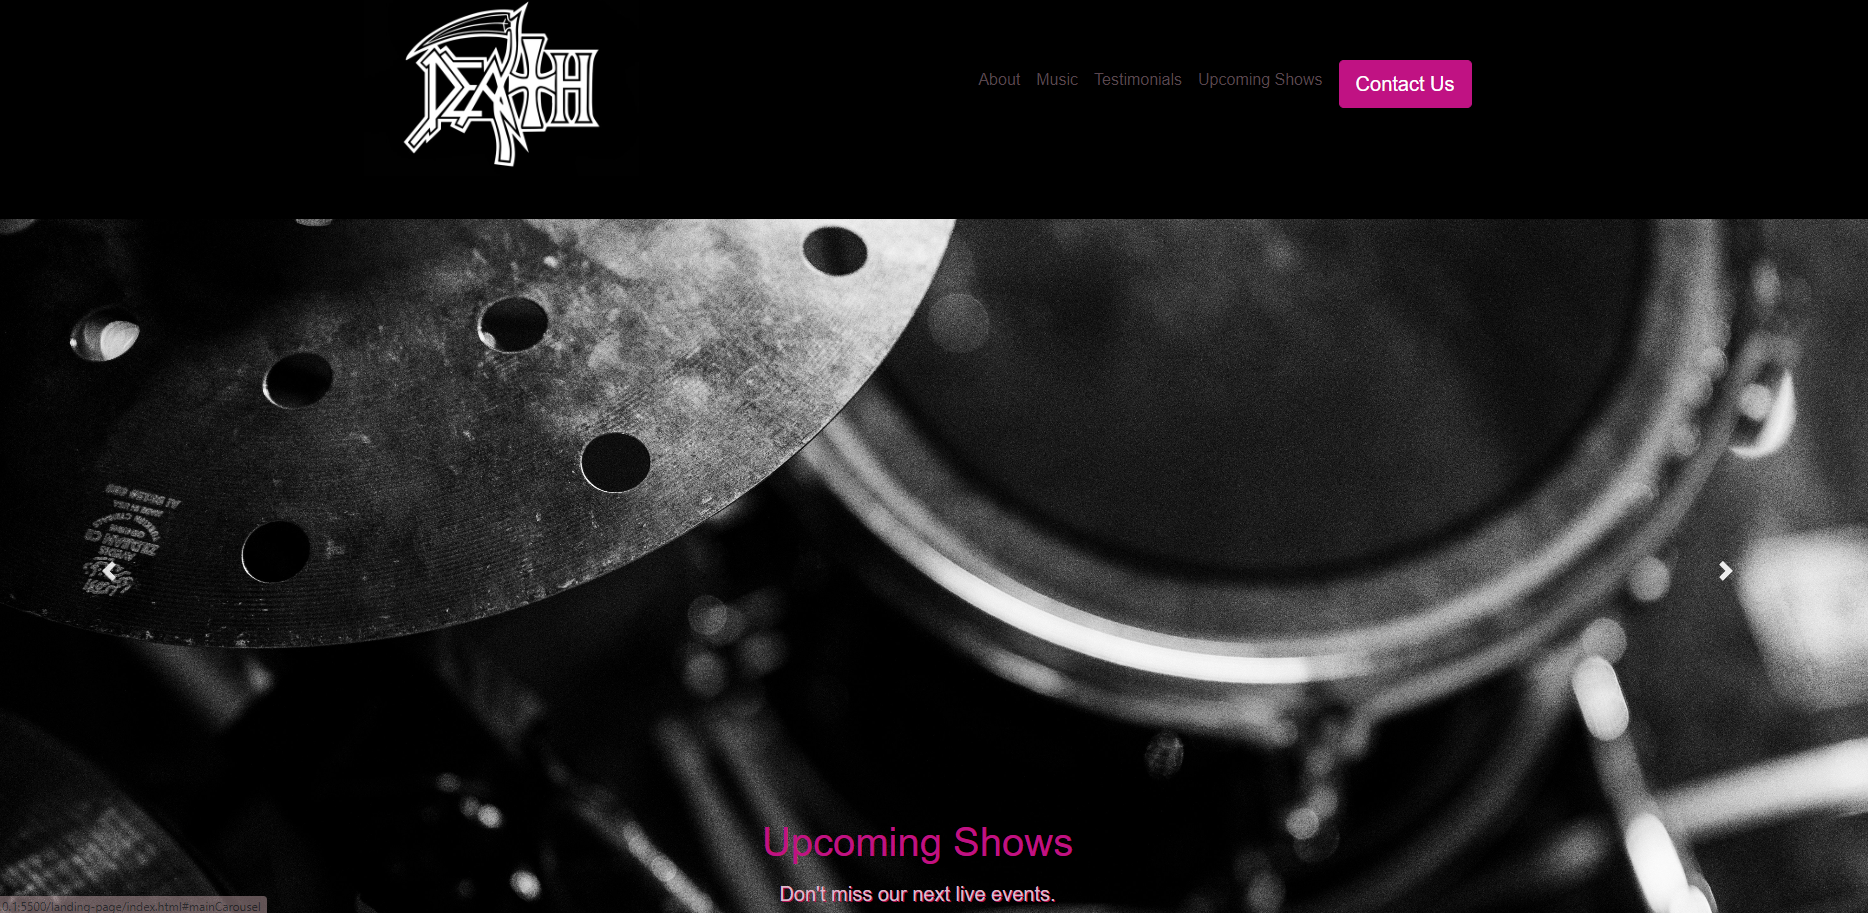 DEATH
About Music Testimonials Upcoming Shows Contact Us
Upcoming Shows
Don't miss our next live events.
.0.1:5500/landing-page/index.html#mainCarousel